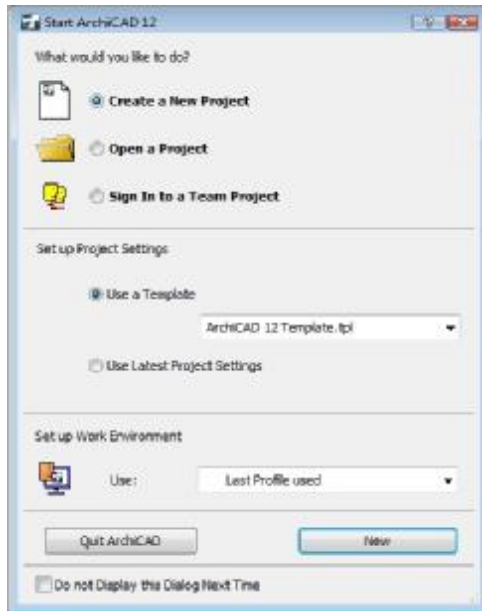 Start ArchiCAD 12
What would you like to do?
Create a New Project
Open a Project
Sign In to a Team Project
Set up Project Settings
Use a Template
ArchiCAD 12 Template.tpl
Use Latest Project Settings
Set up Work Environment
Use:
Last Profile used
Quit ArchiCAD
New
Do not Display this Dialog Next Time